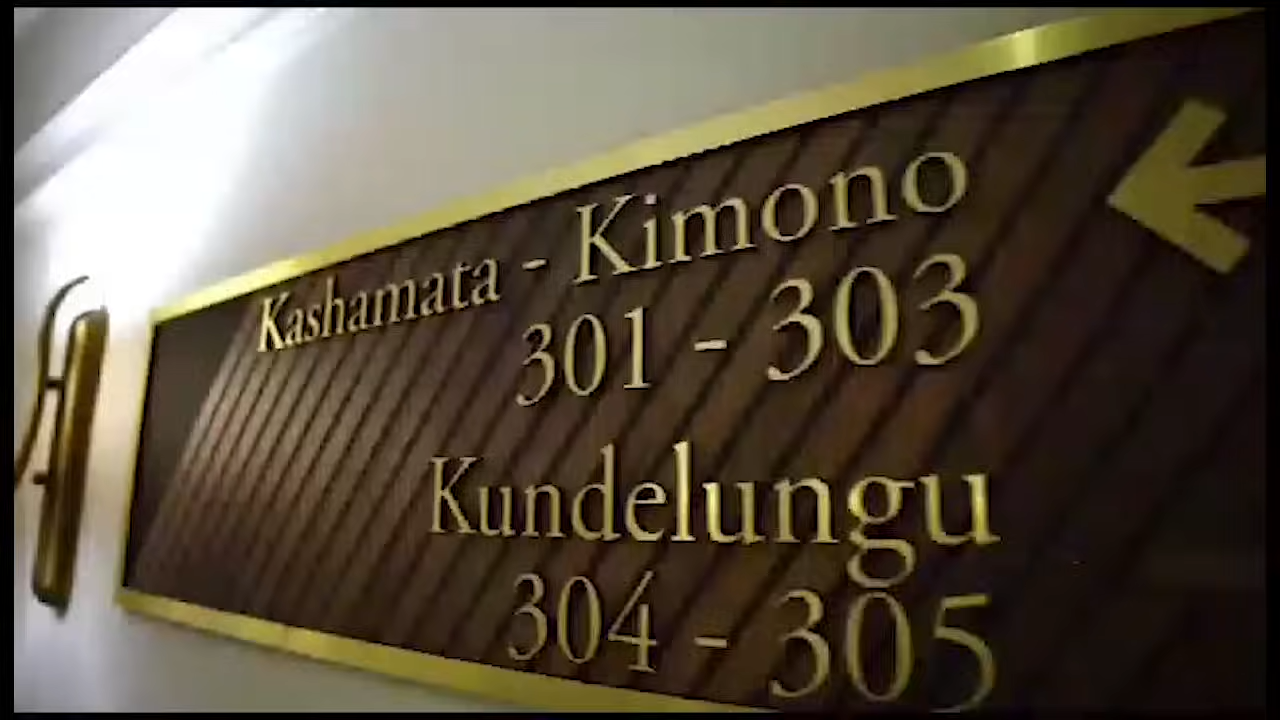 Kashamata - Kimono
301 - 303
Kundelungu
304 - 305